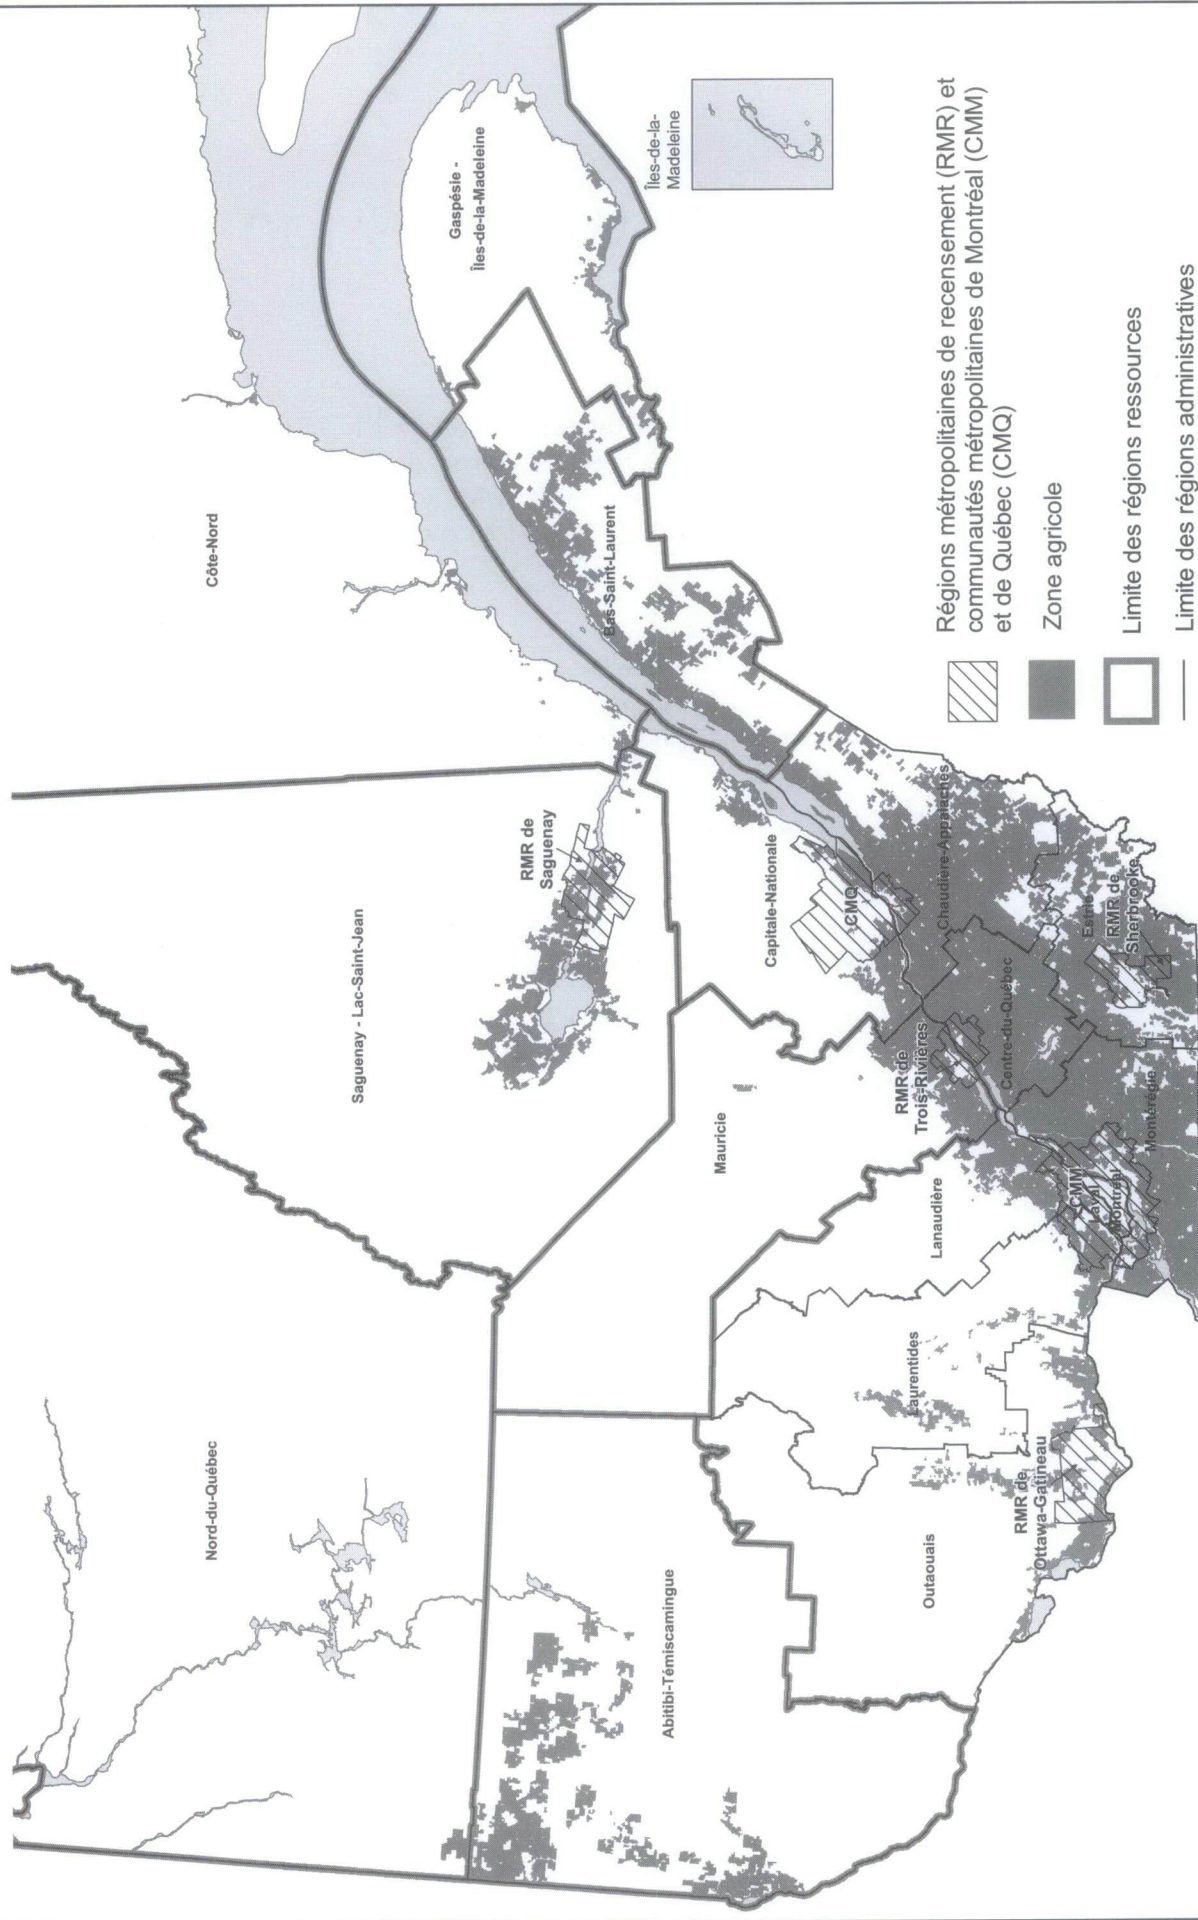 Nord-du-Québec
Côte-Nord
Saguenay - Lac-Saint-Jean
Gaspésie -
Îles-de-la-Madeleine
Îles-de-la-
Madeleine
RMR de
Saguenay
Bas-Saint-Laurent
Abitibi-Témiscamingue
Mauricie
Capitale-Nationale
CMQ
Chaudière-Appalaches
RMR de
Trois-Rivières
Centre-du-Québec
Outaouais
Laurentides
Lanaudière
RMR de
Ottawa-Gatineau
CMM
Laval
Montréal
Montérégie
Estrie
RMR de
Sherbrooke
Régions métropolitaines de recensement (RMR) et
communautés métropolitaines de Montréal (CMM)
et de Québec (CMQ)
Zone agricole
Limite des régions ressources
Limite des régions administratives